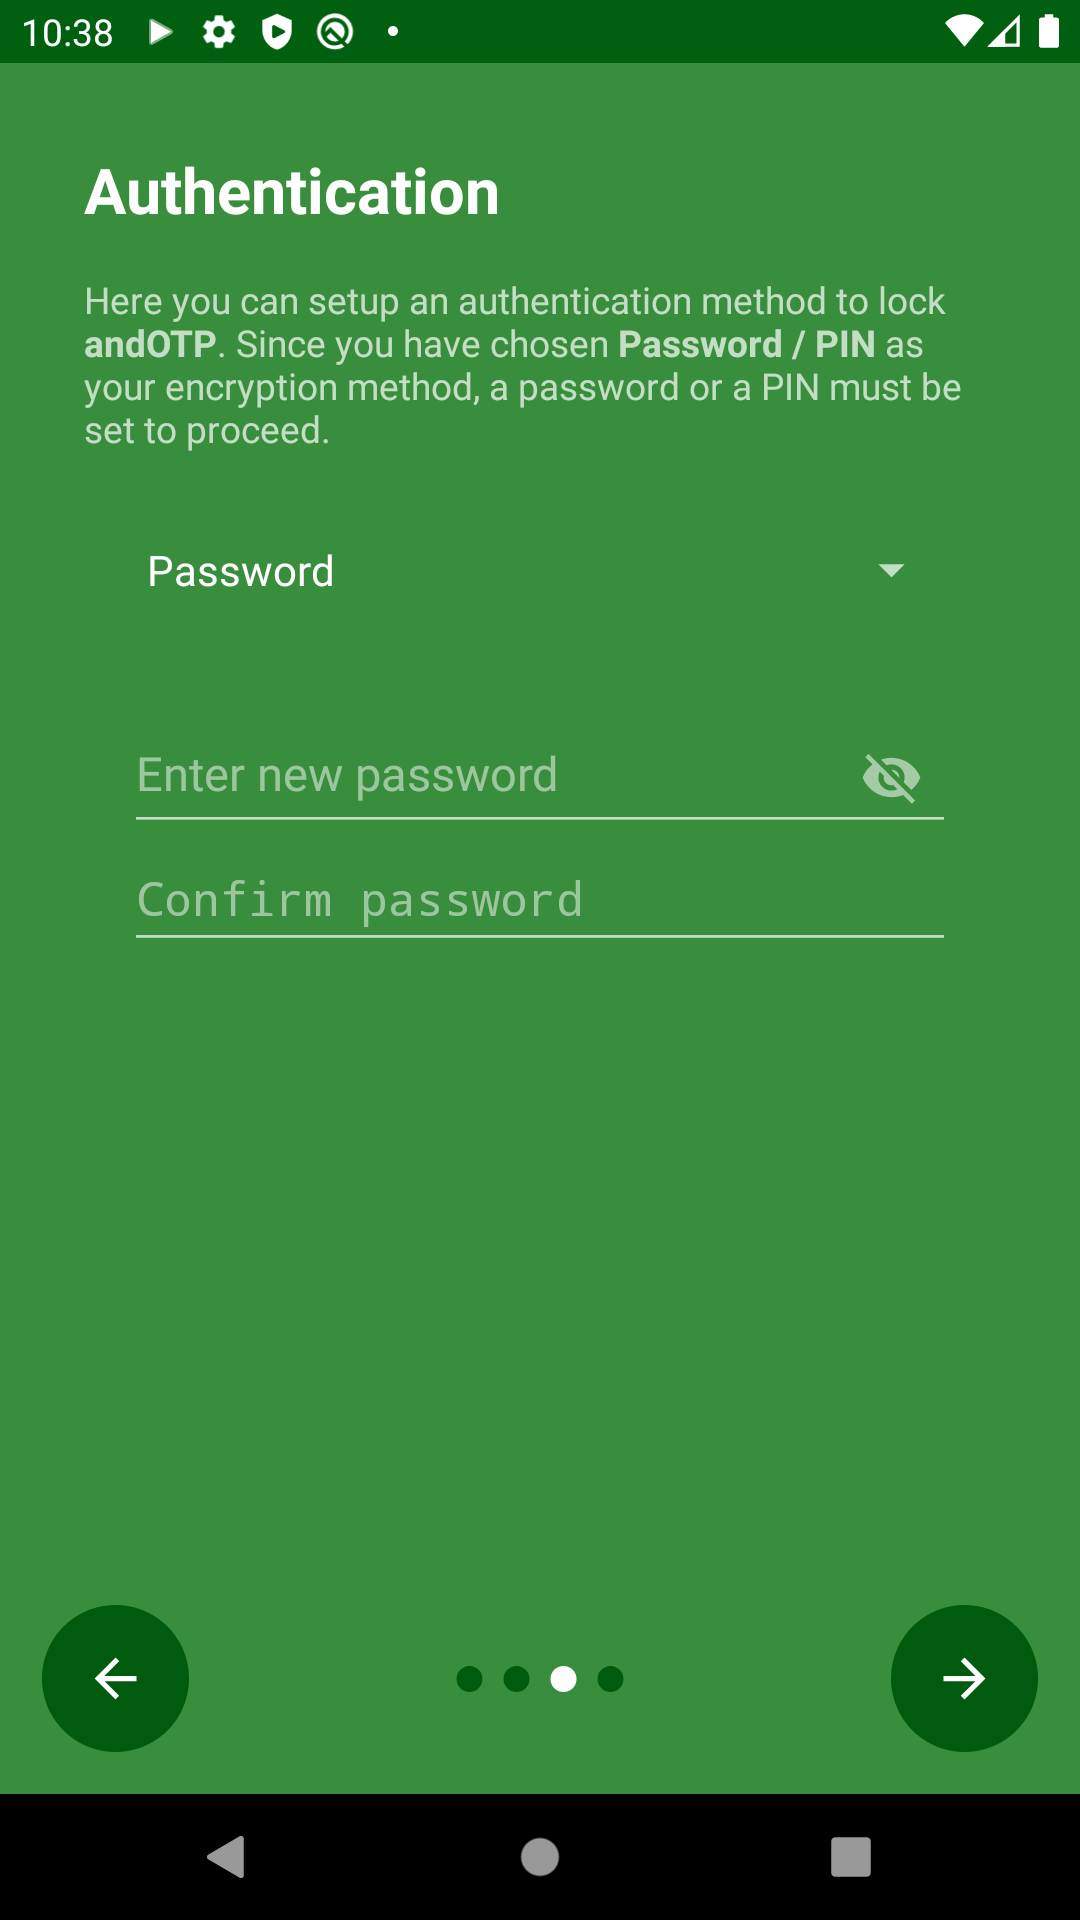 10:38
Authentication
Here you can setup an authentication method to lock
andOTP. Since you have chosen Password / PIN as
your encryption method, a password or a PIN must be
set to proceed.
Password
Enter new password
Confirm password